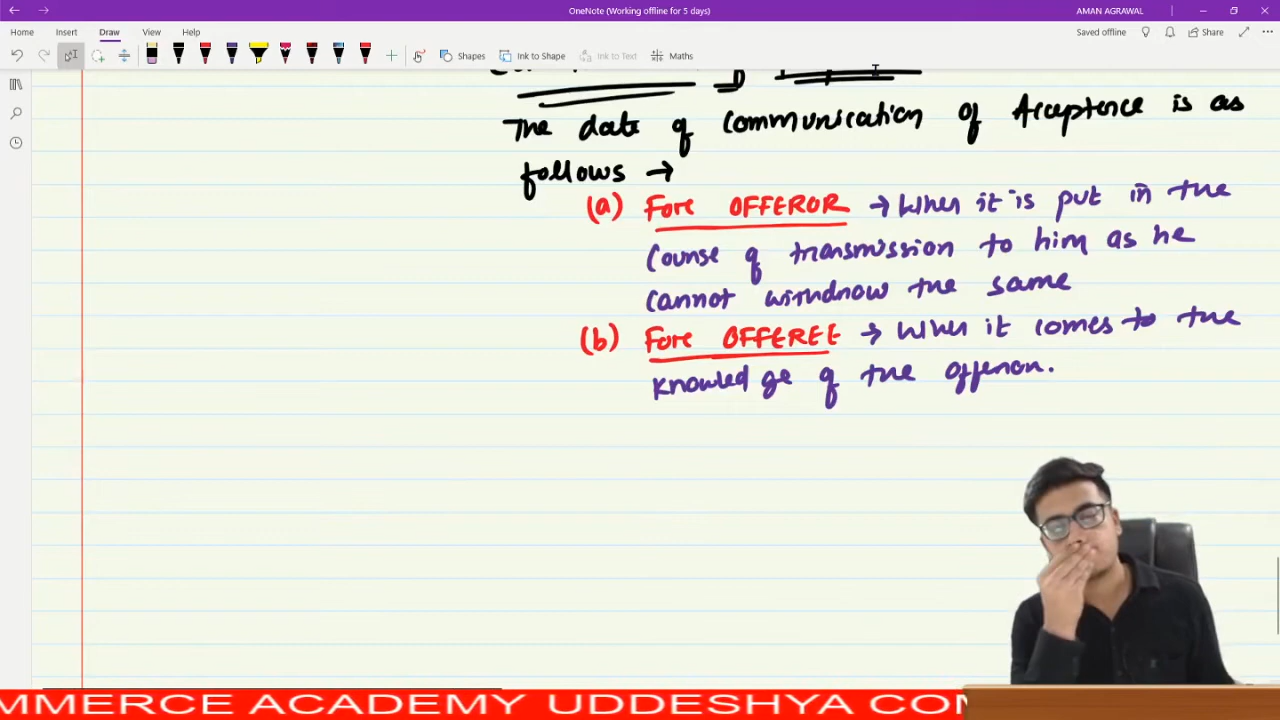 OneNote (Working offline for 5 days)
AMAN AGRAWAL
Home Insert Draw View Help
Saved offline
Share
Shapes
Ink to Shape
Ink to Text
Maths
The date of communication of Acceptence is as
follows →
(a) Fore OFFEROR → When it is put in the
Course of transmission to him as he
cannot withdraw the same
(b) Fore OFFEREE → When it comes to the
knowledge of the offeror.
MMERCE ACADEMY UDDESHYA COM